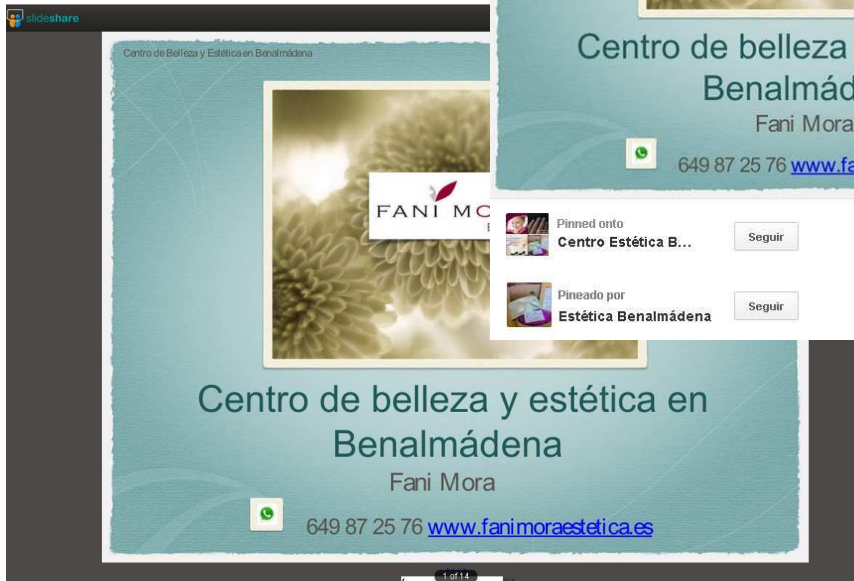 slideshare
Centro de Belleza y Estética en Benalmádena
FANI MO
Centro de belleza y estética en
Benalmádena
Fani Mora
649 87 25 76 www.fanimoraestetica.es
1 of 14
Centro de belleza
Benalmád
Fani Mora
649 87 25 76 www.fa
Pinned onto
Centro Estética B...
Seguir
Pineado por
Estética Benalmádena
Seguir